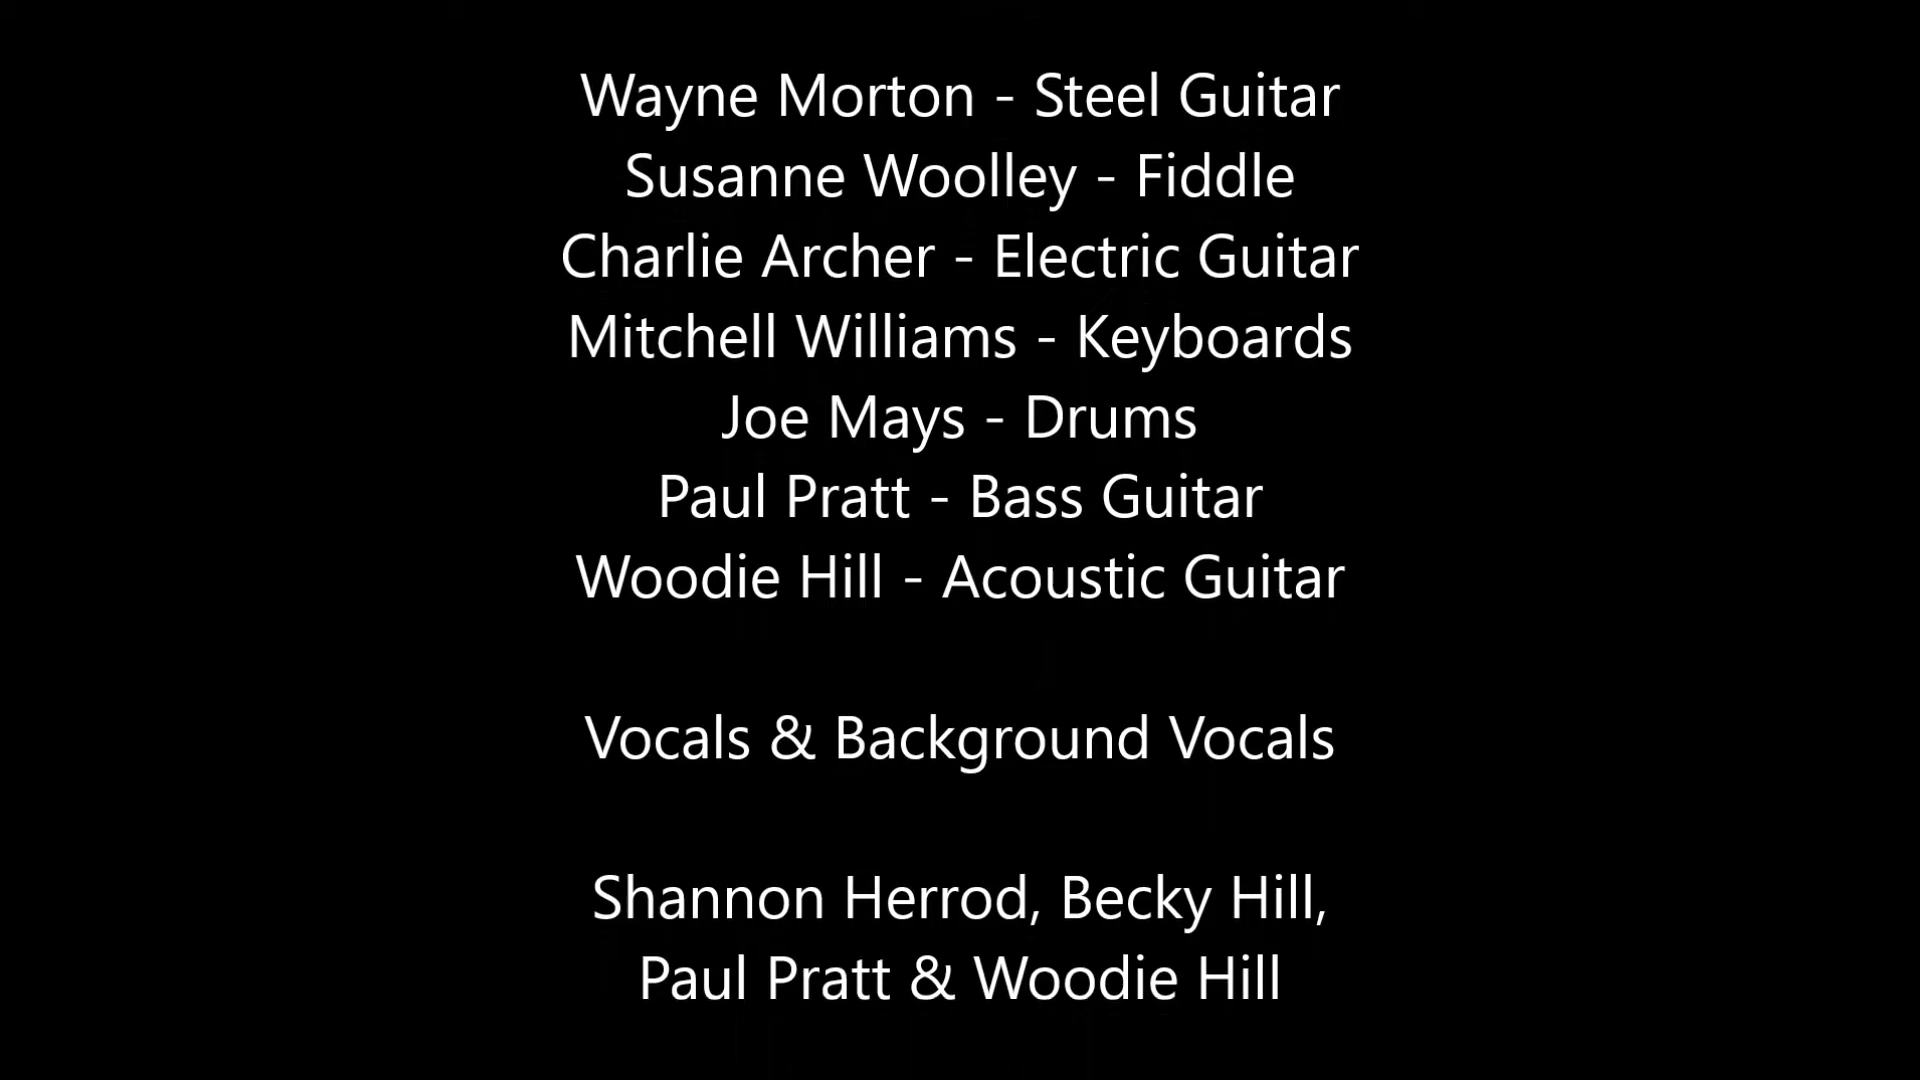 Wayne Morton - Steel Guitar
Susanne Woolley - Fiddle
Charlie Archer - Electric Guitar
Mitchell Williams - Keyboards
Joe Mays - Drums
Paul Pratt - Bass Guitar
Woodie Hill - Acoustic Guitar
Vocals & Background Vocals
Shannon Herrod, Becky Hill,
Paul Pratt & Woodie Hill